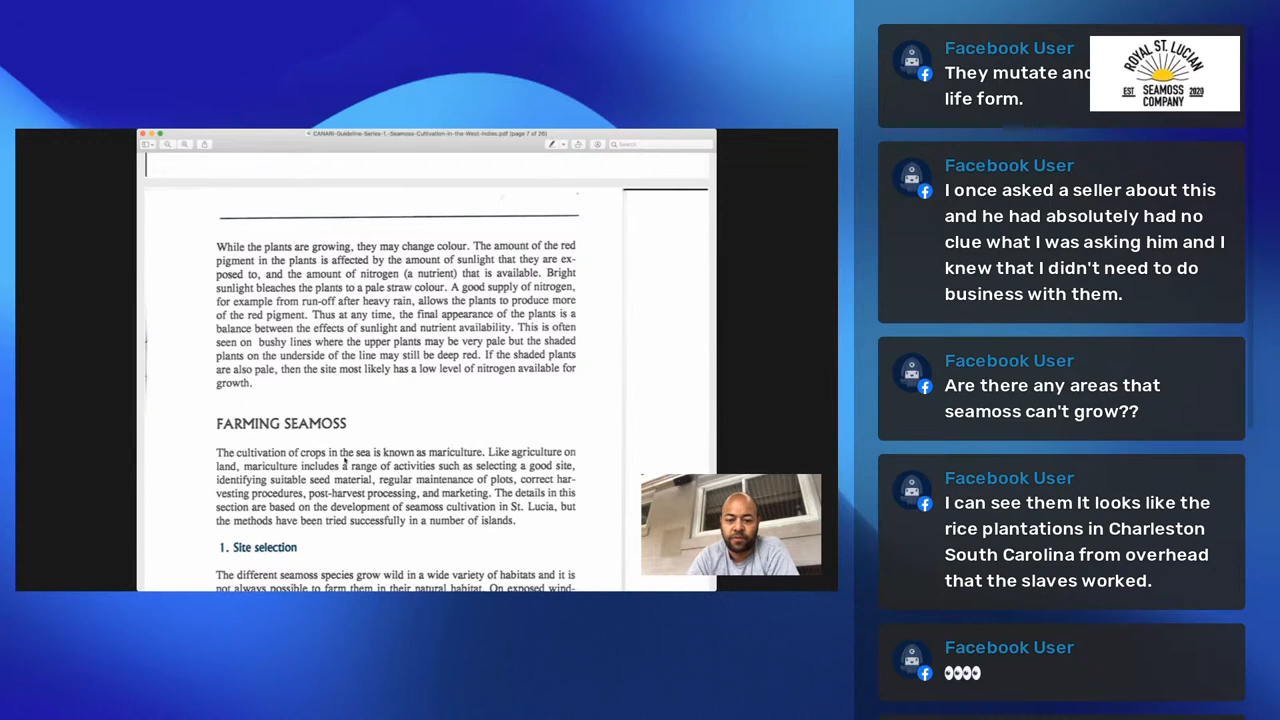 CANARI-Guideline-Series-1.-Seamoss-Cultivation-in-the-West-Indies.pdf (page 7 of 26)
Search
While the plants are growing, they may change colour. The amount of the red
pigment in the plants is affected by the amount of sunlight that they are ex-
posed to, and the amount of nitrogen (a nutrient) that is available. Bright
sunlight bleaches the plants to a pale straw colour. A good supply of nitrogen,
for example from run-off after heavy rain, allows the plants to produce more
of the red pigment. Thus at any time, the final appearance of the plants is a
balance between the effects of sunlight and nutrient availability. This is often
seen on bushy lines where the upper plants may be very pale but the shaded
plants on the underside of the line may still be deep red. If the shaded plants
are also pale, then the site most likely has a low level of nitrogen available for
growth.
FARMING SEAMOSS
The cultivation of crops in the sea is known as mariculture. Like agriculture on
land, mariculture includes a range of activities such as selecting a good site,
identifying suitable seed material, regular maintenance of plots, correct har-
vesting procedures, post-harvest processing, and marketing. The details in this
section are based on the development of seamoss cultivation in St. Lucia, but
the methods have been tried successfully in a number of islands.
1. Site selection
The different seamoss species grow wild in a wide variety of habitats and it is
not always possible to farm them in their natural habitat. On exposed wind-
Facebook User
They mutate and
life form.
ROYAL ST. LUCIAN
EST 2020
SEAMOSS
COMPANY
Facebook User
I once asked a seller about this
and he had absolutely had no
clue what I was asking him and I
knew that I didn't need to do
business with them.
Facebook User
Are there any areas that
seamoss can't grow??
Facebook User
I can see them It looks like the
rice plantations in Charleston
South Carolina from overhead
that the slaves worked.
Facebook User